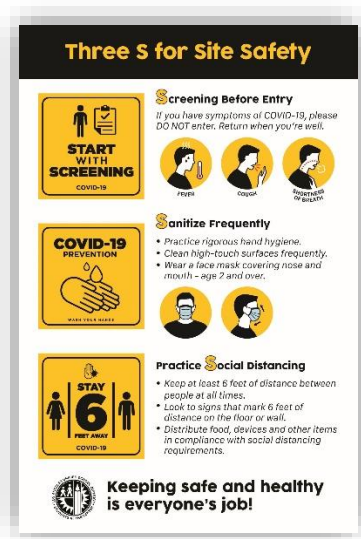 Three S for Site Safety
START
WITH
SCREENING
COVID-19
Screening Before Entry
If you have symptoms of COVID-19, please
DO NOT enter. Return when you're well.
FEVER
COUGH
SHORTNESS
OF BREATH
COVID-19
PREVENTION
WASH YOUR HANDS
Sanitize Frequently
• Practice rigorous hand hygiene.
• Clean high-touch surfaces frequently.
• Wear a face mask covering nose and
mouth - age 2 and over.
STAY
6
FEET AWAY
COVID-19
Practice Social Distancing
• Keep at least 6 feet of distance between
people at all times.
• Look to signs that mark 6 feet of
distance on the floor or wall.
• Distribute food, devices and other items
in compliance with social distancing
requirements.
Keeping safe and healthy
is everyone's job!